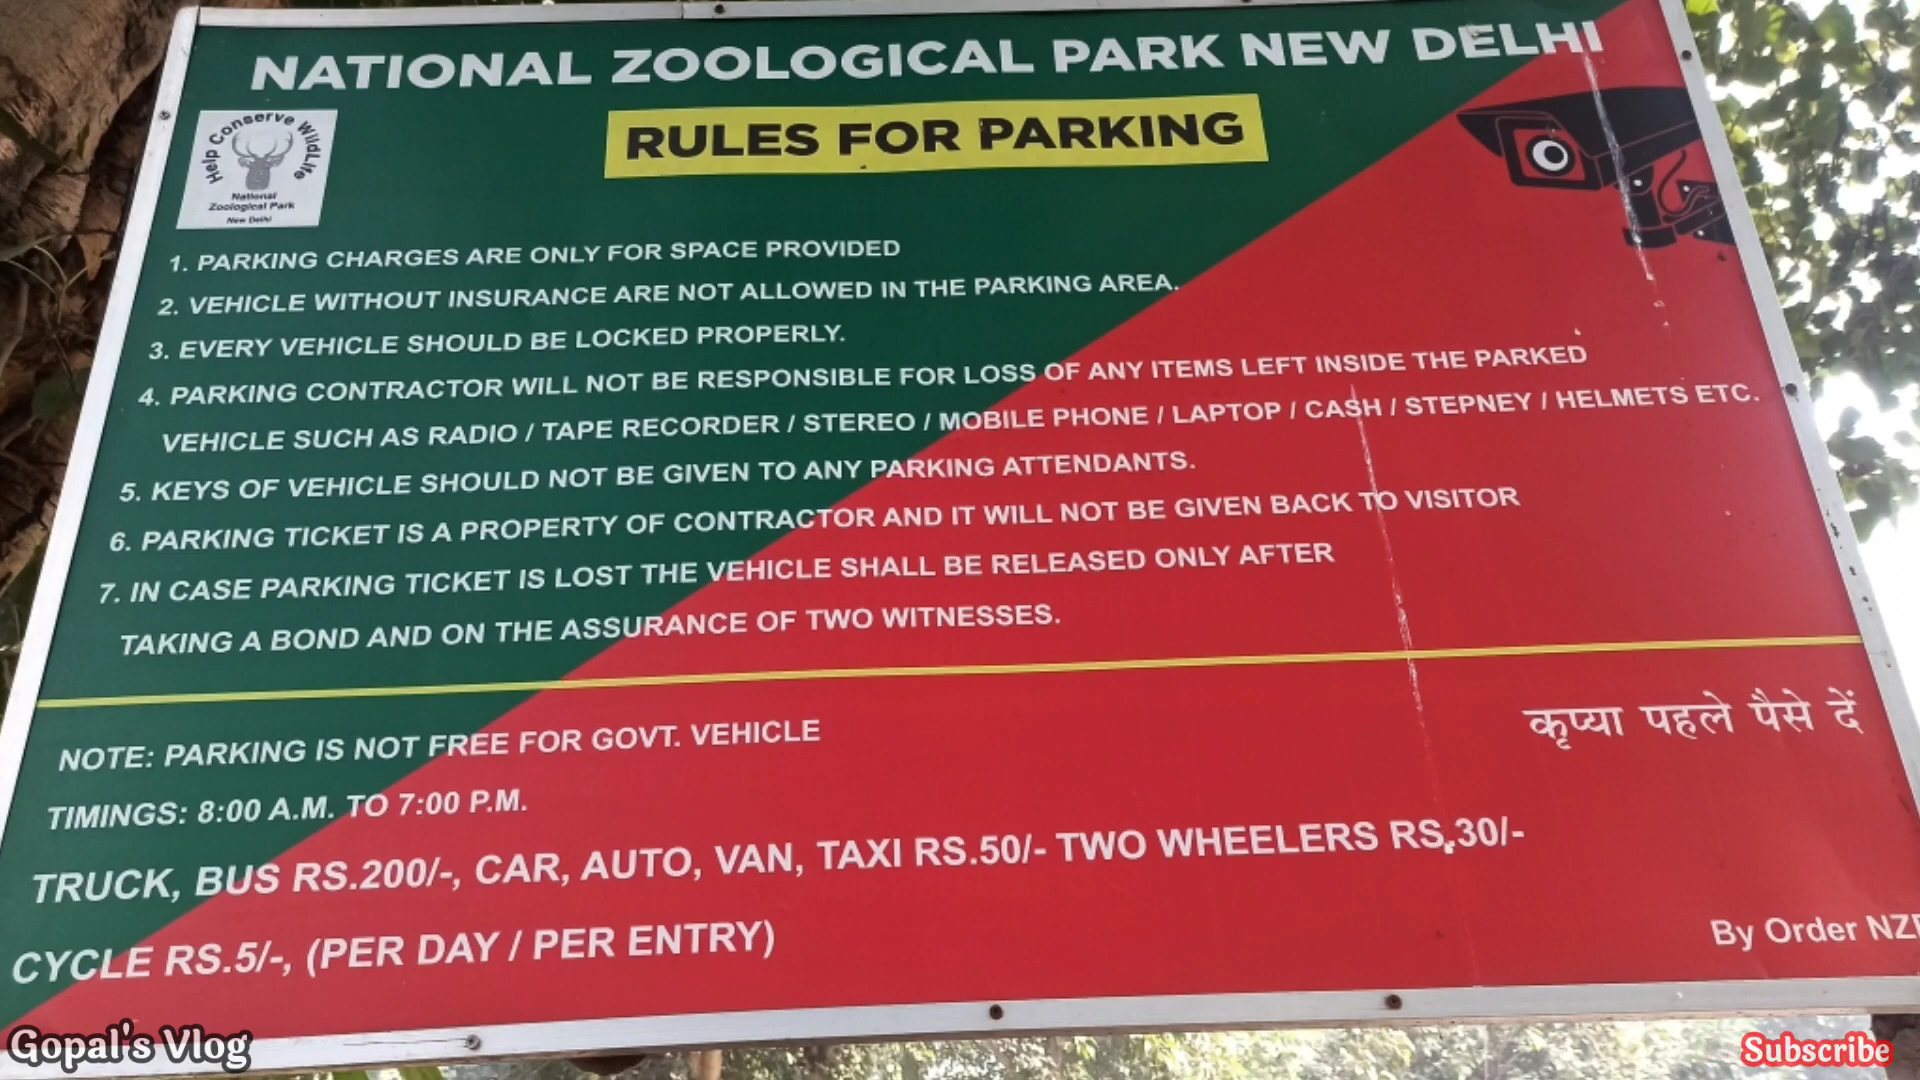 NATIONAL ZOOLOGICAL PARK NEW DELHI
RULES FOR PARKING
Help Conserve WildLife
National
Zoological Park
New Delhi
1. PARKING CHARGES ARE ONLY FOR SPACE PROVIDED
2. VEHICLE WITHOUT INSURANCE ARE NOT ALLOWED IN THE PARKING AREA.
3. EVERY VEHICLE SHOULD BE LOCKED PROPERLY.
4. PARKING CONTRACTOR WILL NOT BE RESPONSIBLE FOR LOSS OF ANY ITEMS LEFT INSIDE THE PARKED
VEHICLE SUCH AS RADIO / TAPE RECORDER / STEREO / MOBILE PHONE / LAPTOP / CASH / STEPNEY / HELMETS ETC.
5. KEYS OF VEHICLE SHOULD NOT BE GIVEN TO ANY PARKING ATTENDANTS.
6. PARKING TICKET IS A PROPERTY OF CONTRACTOR AND IT WILL NOT BE GIVEN BACK TO VISITOR
7. IN CASE PARKING TICKET IS LOST THE VEHICLE SHALL BE RELEASED ONLY AFTER
TAKING A BOND AND ON THE ASSURANCE OF TWO WITNESSES.
कृप्या पहले पैसे दें
NOTE: PARKING IS NOT FREE FOR GOVT. VEHICLE
TIMINGS: 8:00 A.M. TO 7:00 P.M.
TRUCK, BUS RS.200/-, CAR, AUTO, VAN, TAXI RS.50/- TWO WHEELERS RS.30/-
CYCLE RS.5/-, (PER DAY / PER ENTRY)
By Order
Gopal's Vlog
Subscribe